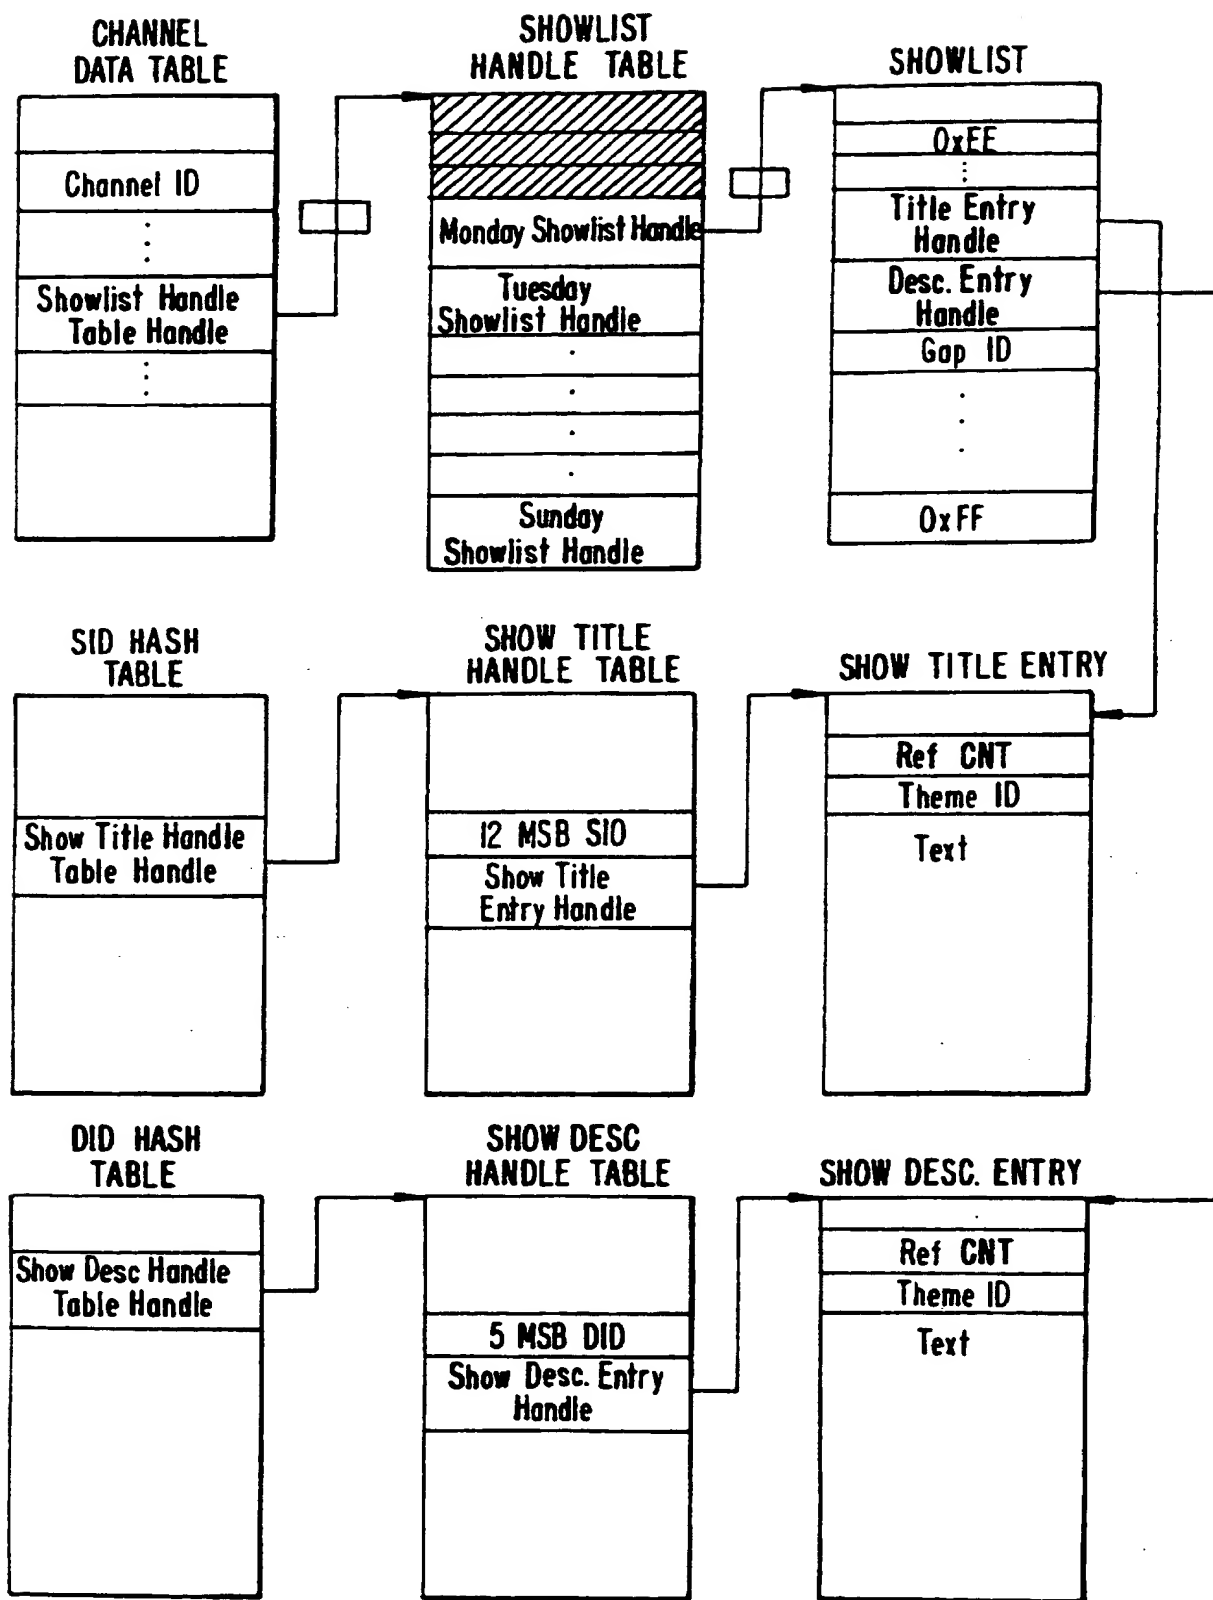 CHANNEL
DATA TABLE
Channel ID
Showlist Handle
Table Handle
SHOWLIST
HANDLE TABLE
Monday Showlist Handle
Tuesday
Showlist Handle
Sunday
Showlist Handle
SHOWLIST
0xEE
Title Entry
Handle
Desc. Entry
Handle
Gap ID
0xFF
SID HASH
TABLE
Show Title Handle
Table Handle
SHOW TITLE
HANDLE TABLE
12 MSB SIO
Show Title
Entry Handle
SHOW TITLE ENTRY
Ref CNT
Theme ID
Text
DID HASH
TABLE
Show Desc Handle
Table Handle
SHOW DESC
HANDLE TABLE
5 MSB DID
Show Desc. Entry
Handle
SHOW DESC. ENTRY
Ref CNT
Theme ID
Text